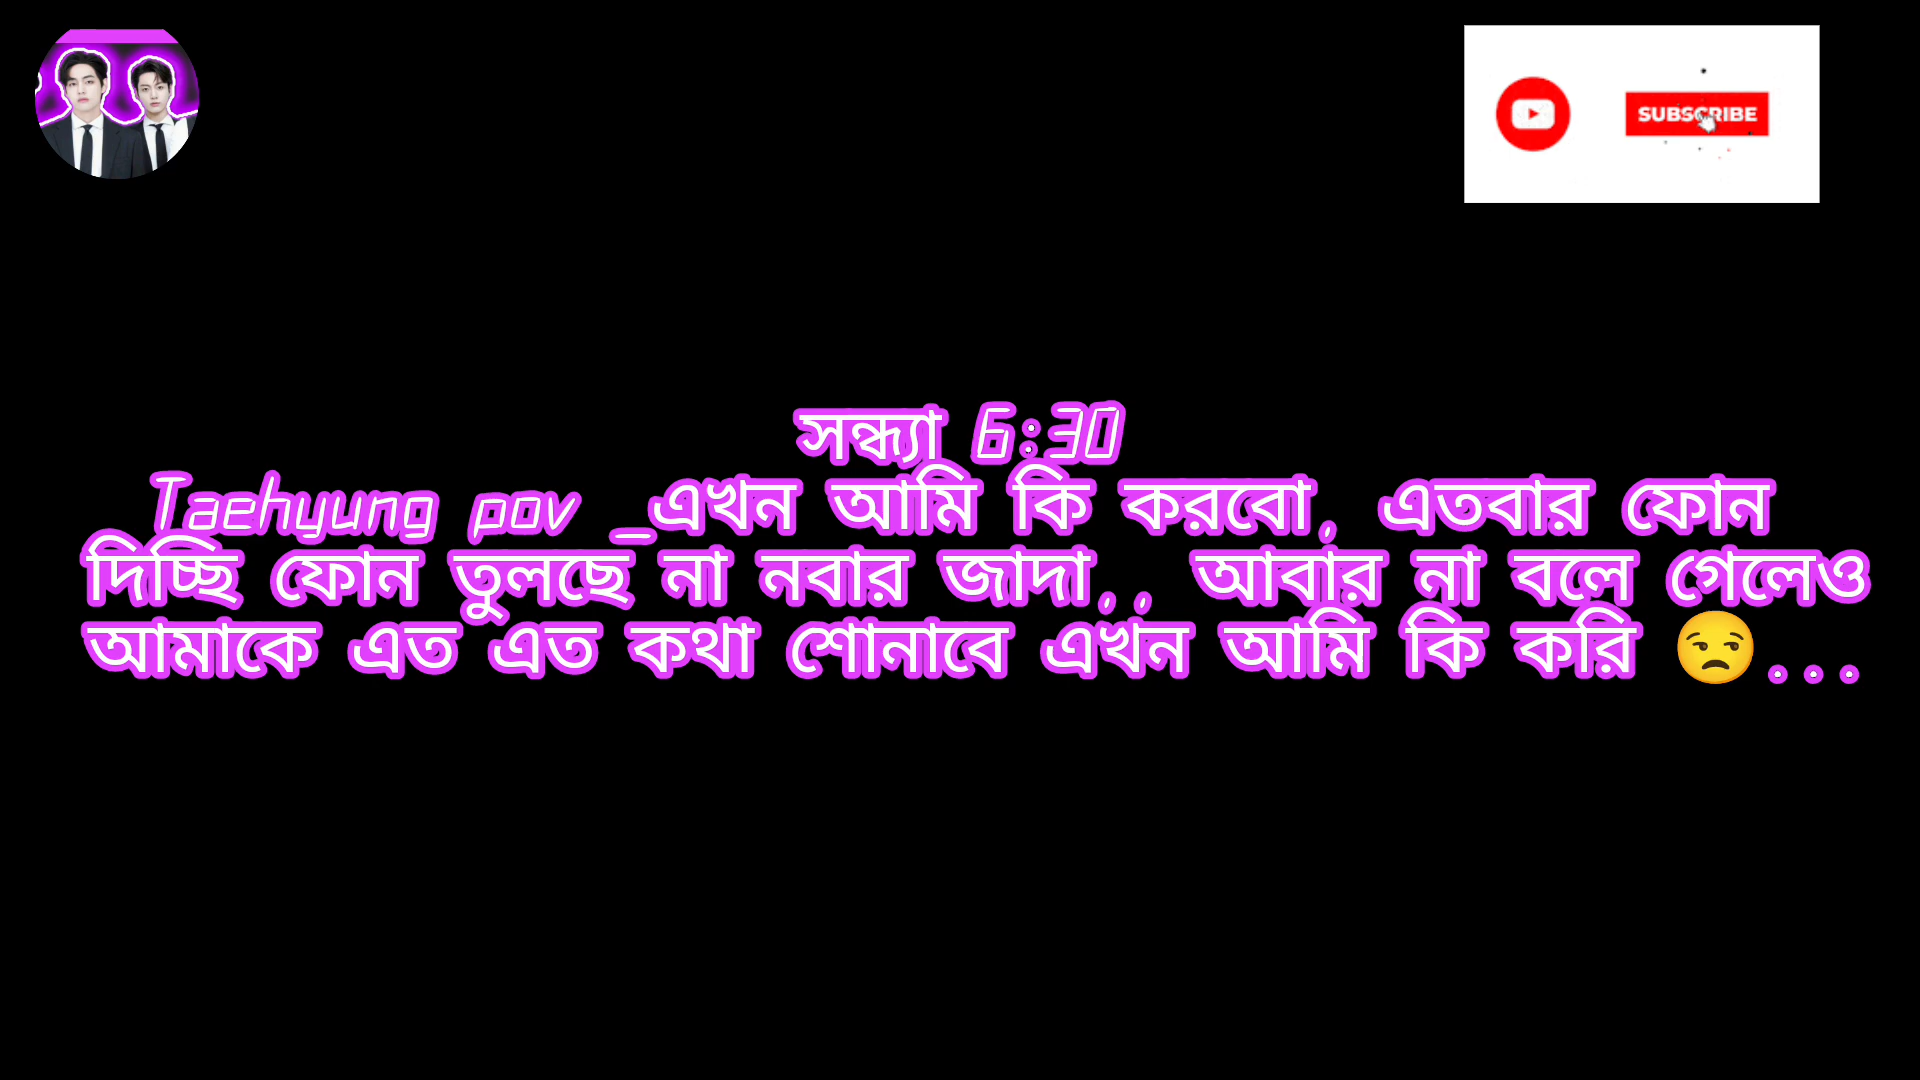 SUBSCRIBE
সন্ধ্যা 6:30
Taehyung pov _এখন আমি কি করবো, এতবার ফোন
দিচ্ছি ফোন তুলছে না নবার জাদা,, আবার না বলে গেলেও
আমাকে এত এত কথা শোনাবে এখন আমি কি করি 😒...